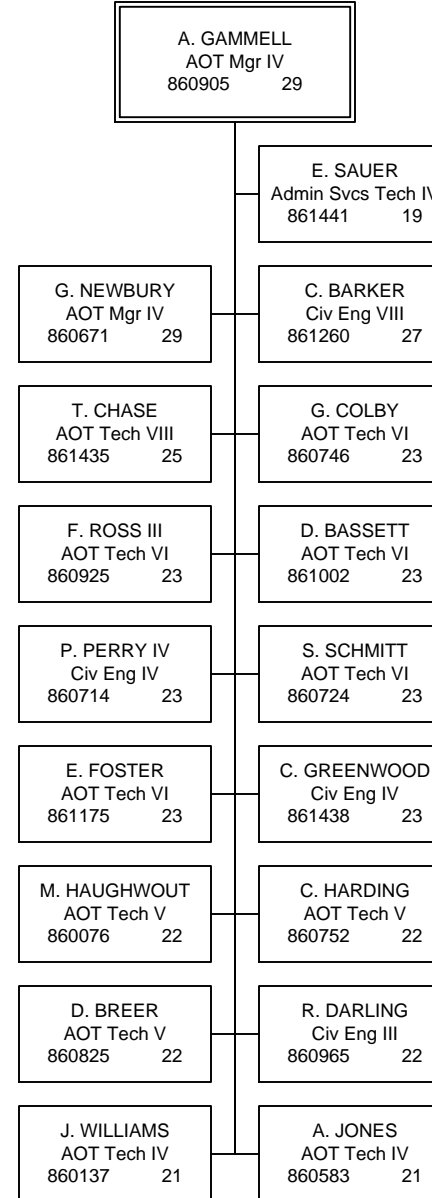 A. GAMMELL
AOT Mgr IV
860905 29
E. SAUER
Admin Svcs Tech IV
861441 19
G. NEWBURY
AOT Mgr IV
860671 29
C. BARKER
Civ Eng VIII
861260 27
T. CHASE
AOT Tech VIII
861435 25
G. COLBY
AOT Tech VI
860746 23
F. ROSS III
AOT Tech VI
860925 23
D. BASSETT
AOT Tech VI
861002 23
P. PERRY IV
Civ Eng IV
860714 23
S. SCHMITT
AOT Tech VI
860724 23
E. FOSTER
AOT Tech VI
861175 23
C. GREENWOOD
Civ Eng IV
861438 23
M. HAUGHWOUT
AOT Tech V
860076 22
C. HARDING
AOT Tech V
860752 22
D. BREER
AOT Tech V
860825 22
R. DARLING
Civ Eng III
860965 22
J. WILLIAMS
AOT Tech IV
860137 21
A. JONES
AOT Tech IV
860583 21